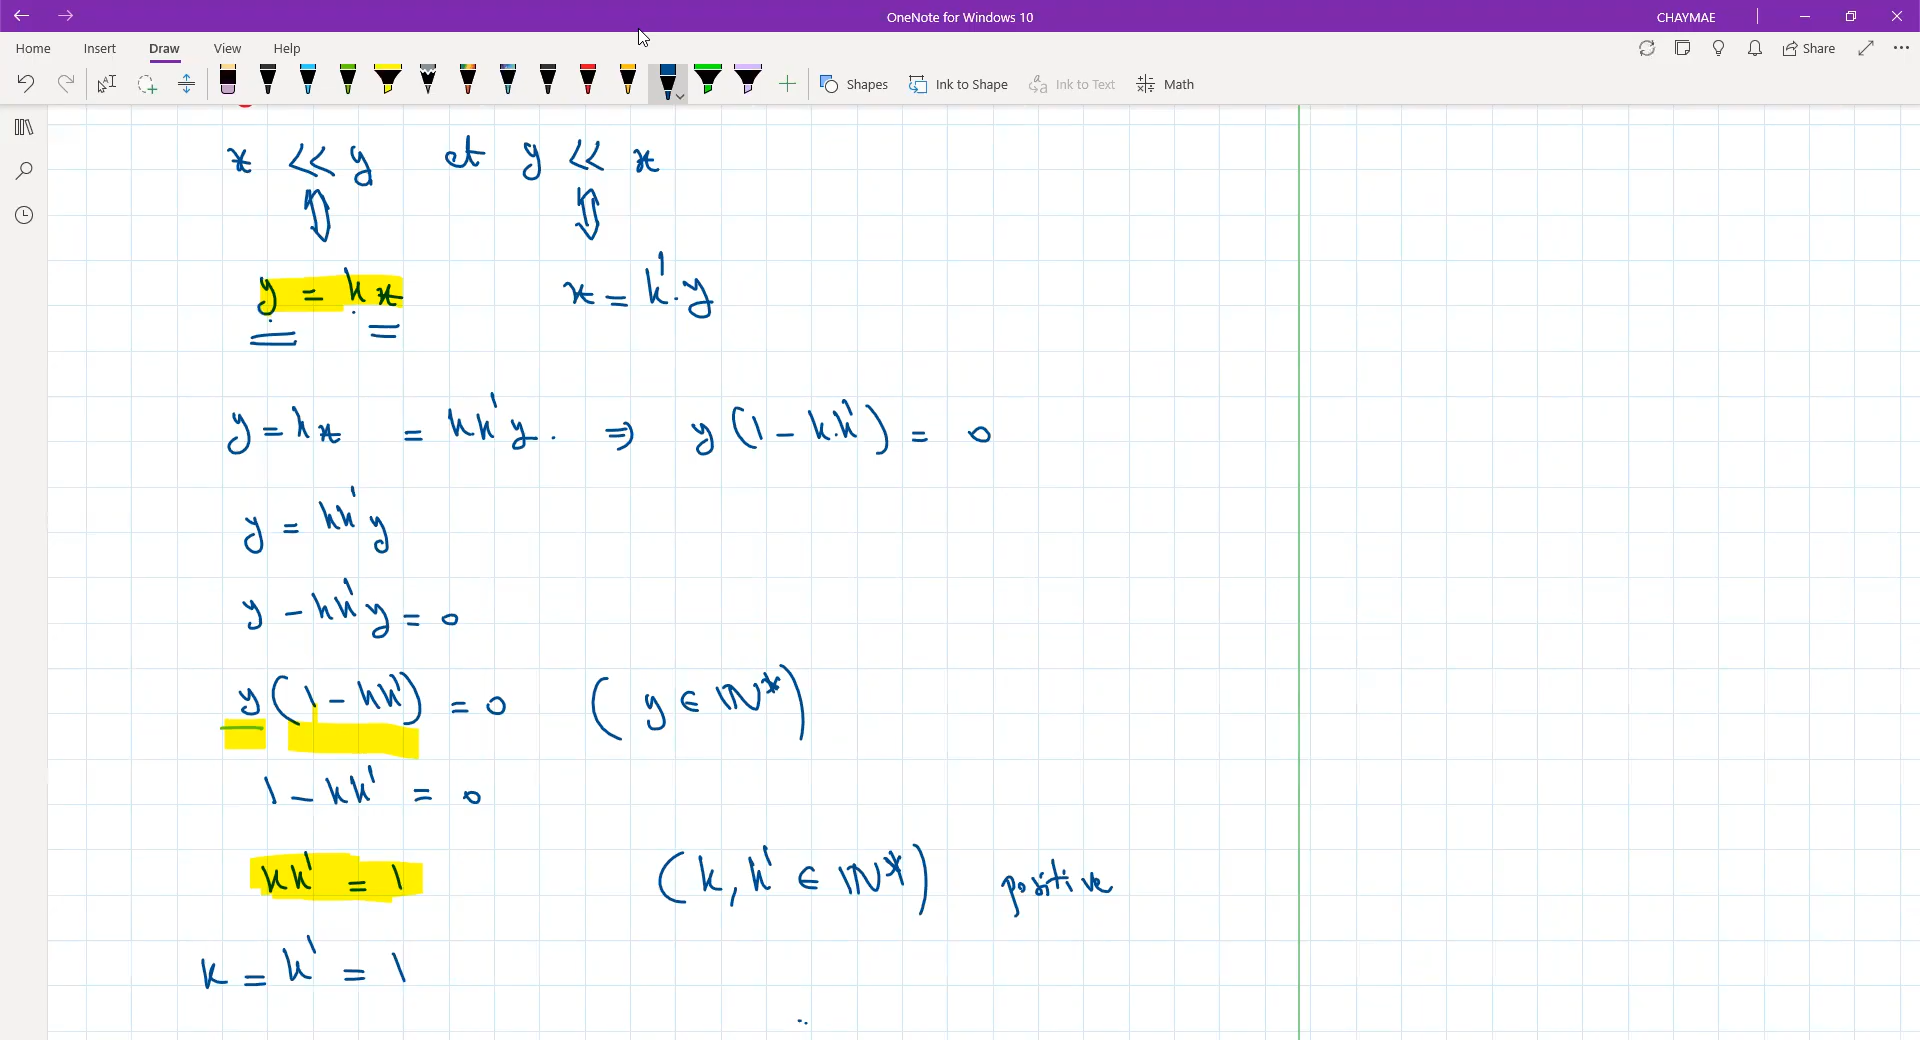 OneNote for Windows 10
CHAYMAE
Home Insert Draw View Help
Share
Shapes Ink to Shape Ink to Text Math
x << y et y << x
⇕ ⇕
y = kx x = k'.y
y = kx = kk'y. ⇒ y(1 - k.k') = 0
y = kk'y
y - kk'y = 0
y(1 - kk') = 0 (y ∈ ℕ*)
1 - kk' = 0
kk' = 1 (k, k' ∈ ℕ*) positive
k = k' = 1